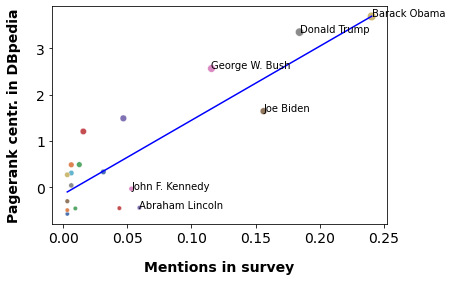 Barack Obama
Donald Trump
George W. Bush
Joe Biden
John F. Kennedy
Abraham Lincoln
Pagerank centr. in DBpedia
3
2
1
0
0.00 0.05 0.10 0.15 0.20 0.25
Mentions in survey